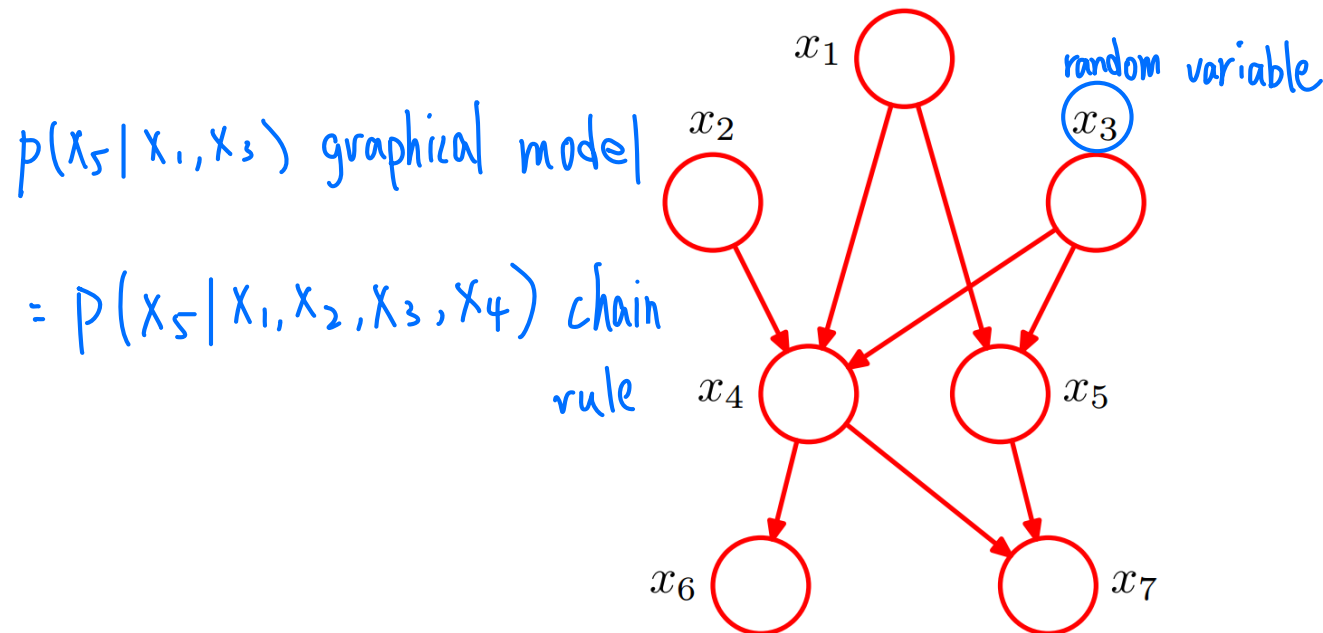 x₁
random variable
x₂
x₃
p(x₅|x₁,x₃) graphical model
= p(x₅|x₁,x₂,x₃,x₄) chain
rule
x₄
x₅
x₆
x₇